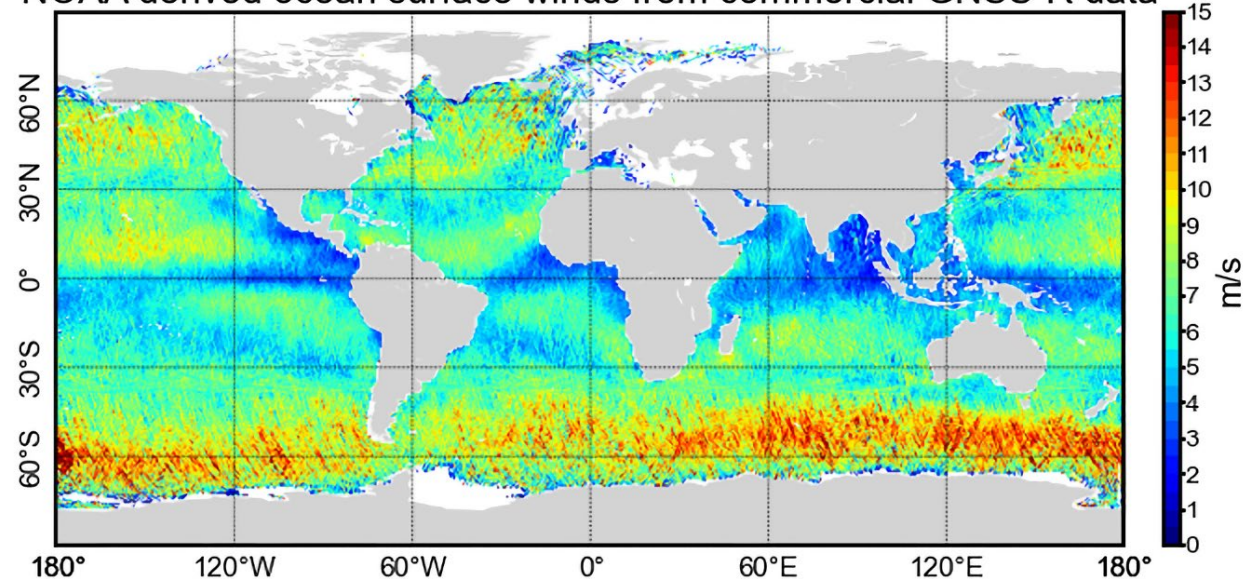 NOAA derived ocean surface winds from commercial GNSS-R data
60°N
30°N
0°
30°S
60°S
180°
120°W
60°W
0°
60°E
120°E
180°
15
14
13
12
11
10
9
8
7
6
5
4
3
2
1
0
m/s